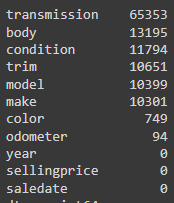 transmission    65353
body            13195
condition       11794
trim            10651
model           10399
make            10301
color             749
odometer           94
year                0
sellingprice        0
saledate            0